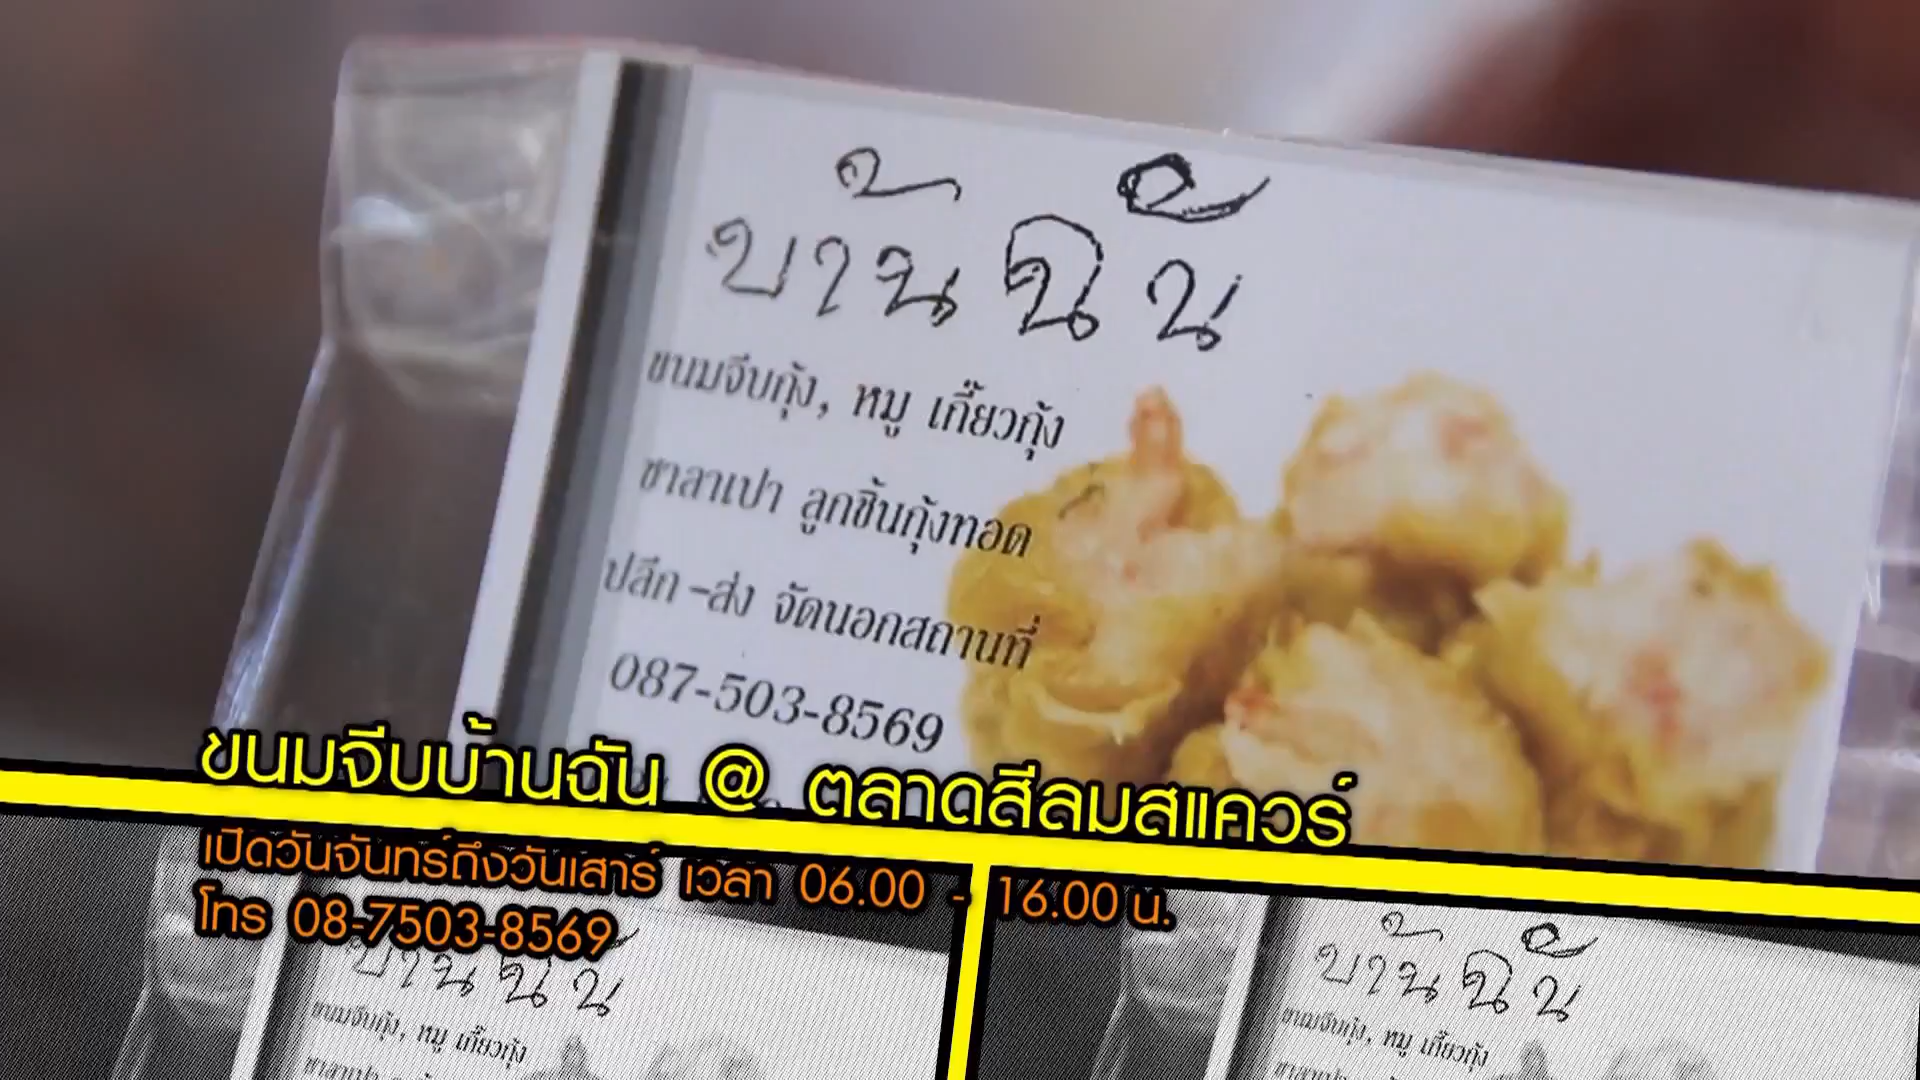 บ้านฉัน
ขนมจีบกุ้ง, หมู เกี๊ยวกุ้ง
ซาลาเปา ลูกชิ้นกุ้งทอด
ปลีก-ส่ง จัดนอกสถานที่
087-503-8569
ขนมจีบบ้านฉัน @ ตลาดสีลมสแควร์
เปิดวันจันทร์ถึงวันเสาร์ เวลา 06.00 - 16.00 น.
โทร 08-7503-8569
บ้านฉัน
ขนมจีบกุ้ง, หมู เกี๊ยวกุ้ง
บ้านฉัน
ขนมจีบกุ้ง, หมู เกี๊ยวกุ้ง